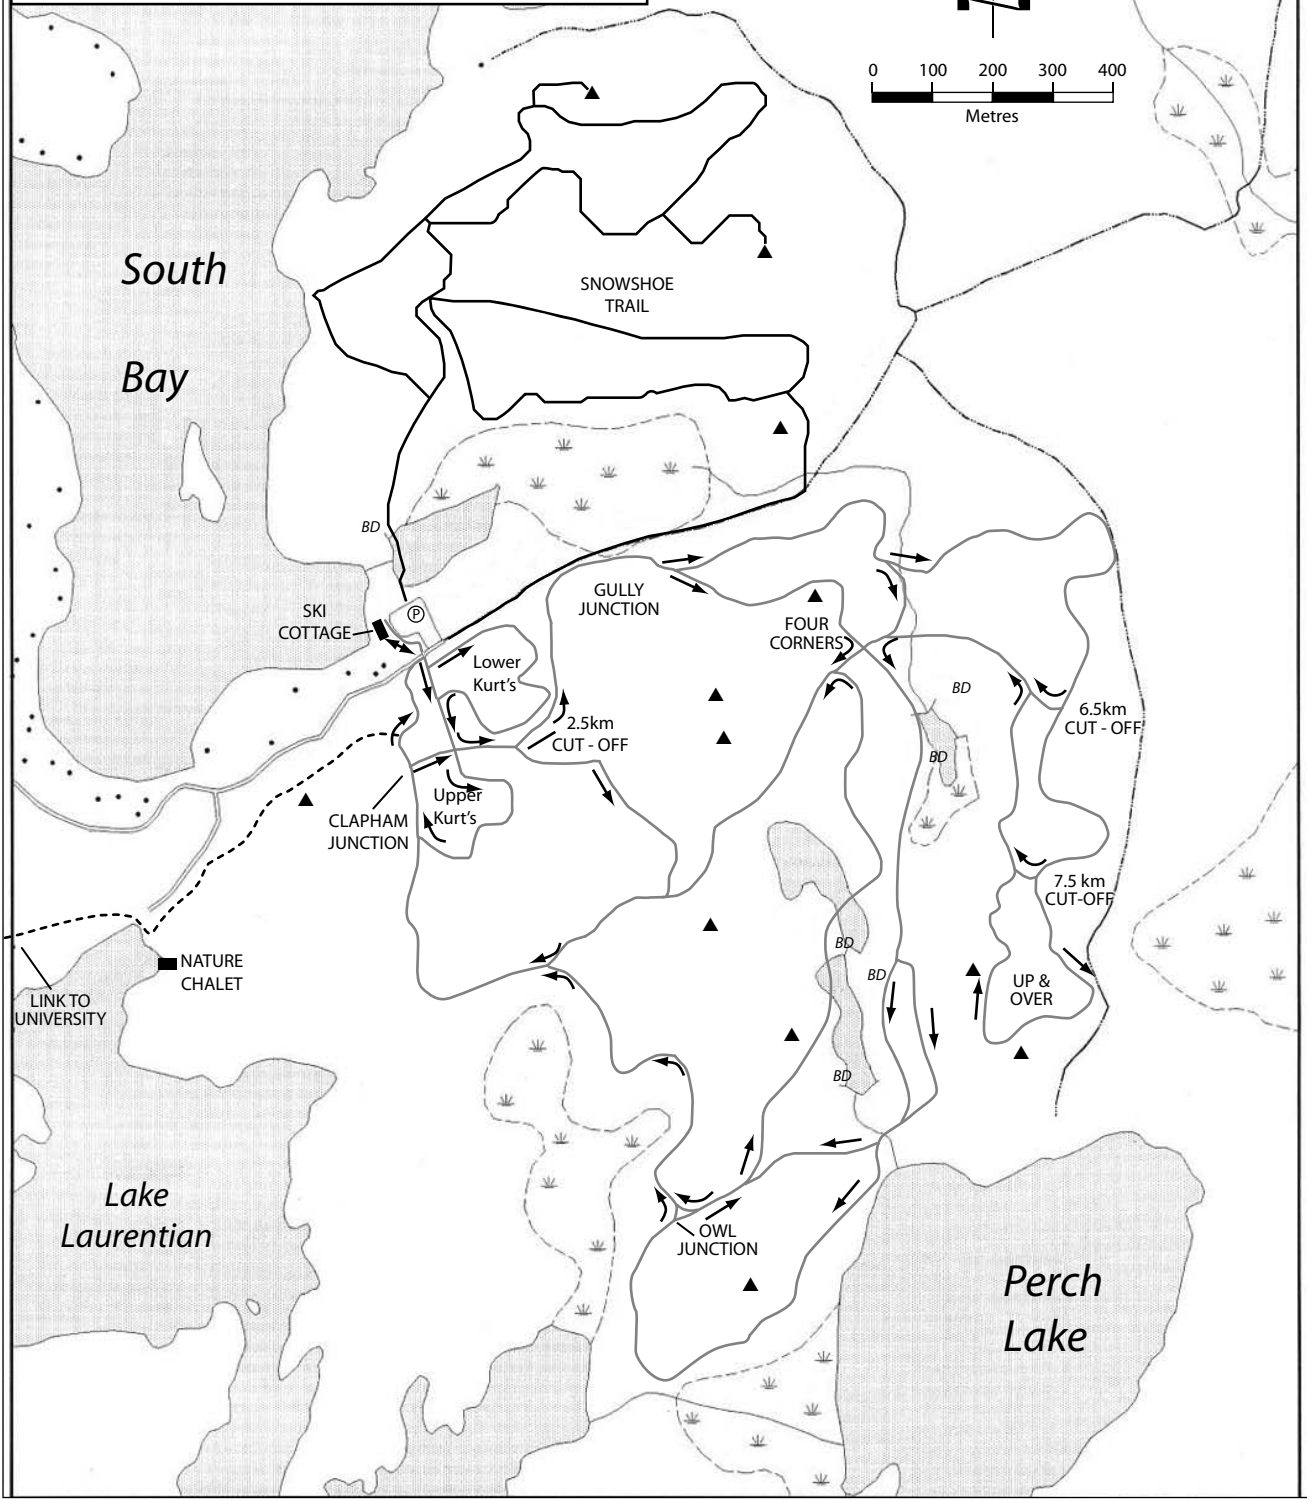 0 100 200 300 400
Metres
South
Bay
SNOWSHOE
TRAIL
BD
P
SKI
COTTAGE
GULLY
JUNCTION
FOUR
CORNERS
Lower
Kurt's
2.5km
CUT - OFF
BD
6.5km
CUT - OFF
BD
Upper
Kurt's
CLAPHAM
JUNCTION
7.5 km
CUT-OFF
BD
BD
NATURE
CHALET
UP &
OVER
LINK TO
UNIVERSITY
BD
Lake
Laurentian
OWL
JUNCTION
Perch
Lake